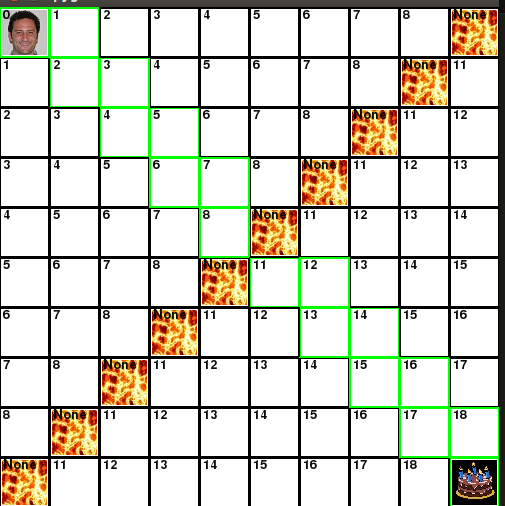 0 1 2 3 4 5 6 7 8 None
1 2 3 4 5 6 7 8 None 11
2 3 4 5 6 7 8 None 11 12
3 4 5 6 7 8 None 11 12 13
4 5 6 7 8 None 11 12 13 14
5 6 7 8 None 11 12 13 14 15
6 7 8 None 11 12 13 14 15 16
7 8 None 11 12 13 14 15 16 17
8 None 11 12 13 14 15 16 17 18
None 11 12 13 14 15 16 17 18